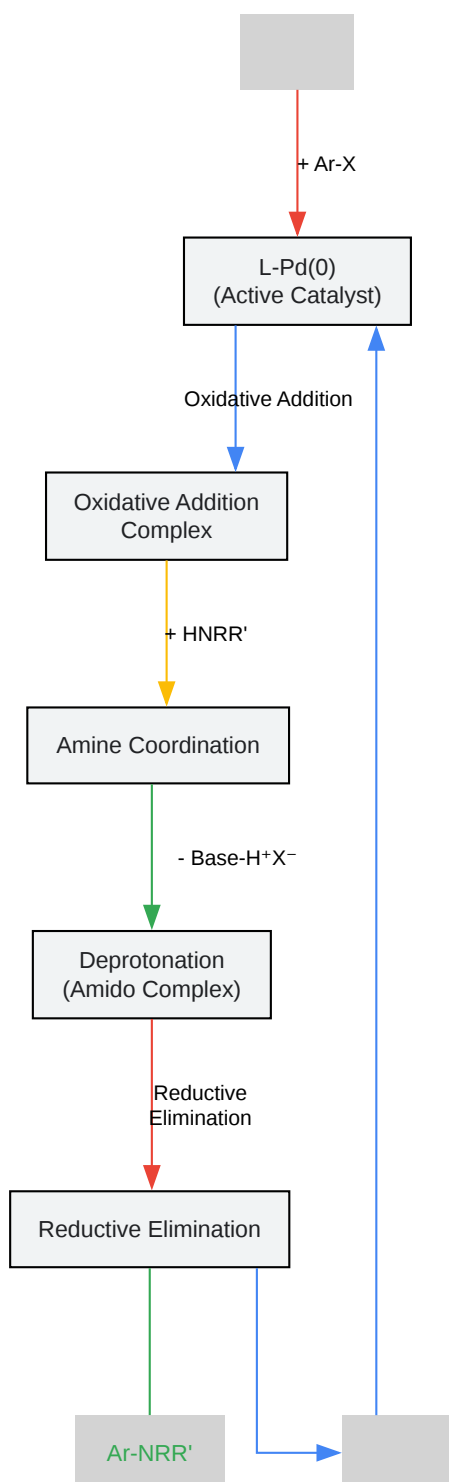 + Ar-X
L-Pd(0)
(Active Catalyst)
Oxidative Addition
Oxidative Addition
Complex
+ HNRR'
Amine Coordination
- Base-H⁺X⁻
Deprotonation
(Amido Complex)
Reductive
Elimination
Reductive Elimination
Ar-NRR'